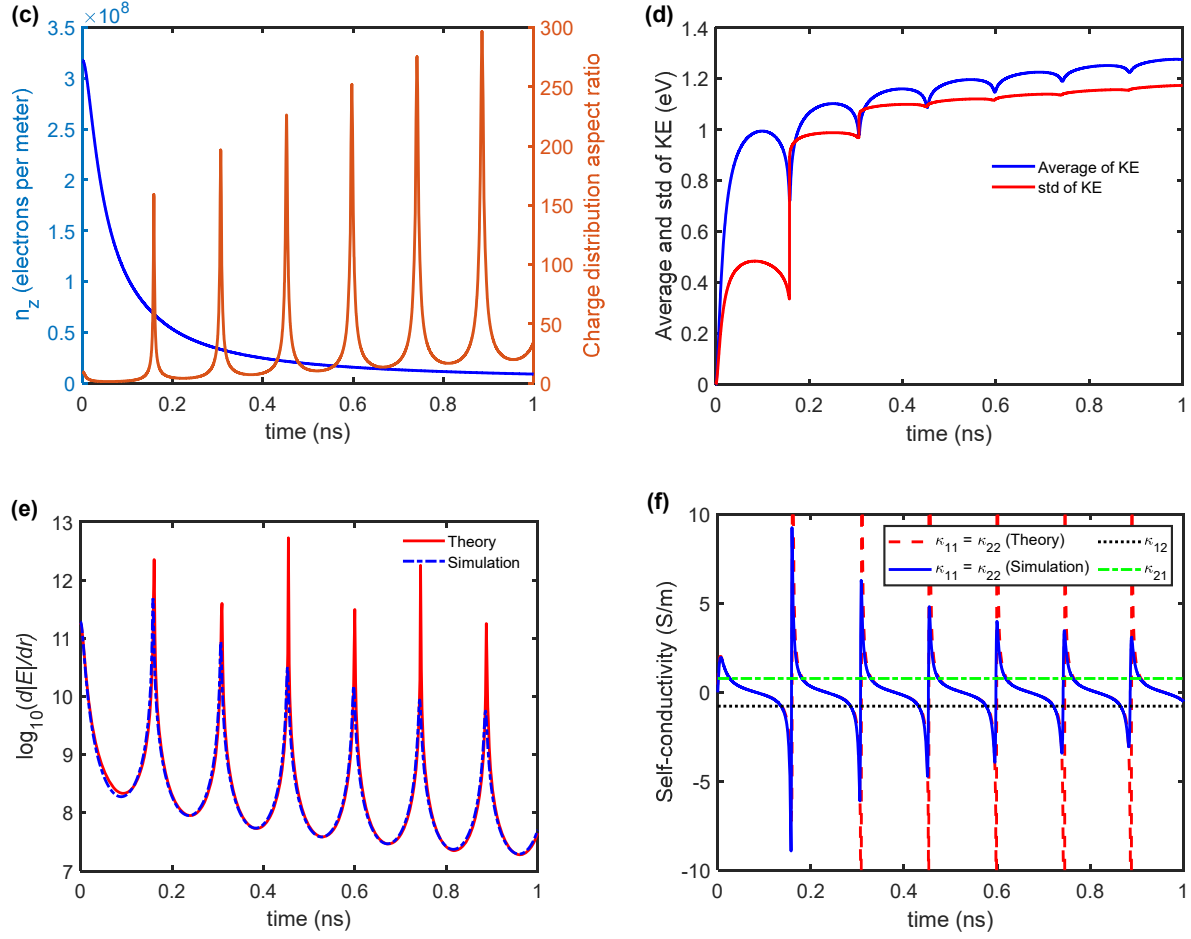 (c)
×10⁸
3.5
3
2.5
2
1.5
1
0.5
0
n_z (electrons per meter)
300
250
200
150
100
50
0
Charge distribution aspect ratio
0 0.2 0.4 0.6 0.8 1
time (ns)
(d)
1.4
1.2
1
0.8
0.6
0.4
0.2
0
Average and std of KE (eV)
Average of KE
std of KE
0 0.2 0.4 0.6 0.8 1
time (ns)
(e)
13
12
11
10
9
8
7
log₁₀(d|E|/dr)
Theory
Simulation
0 0.2 0.4 0.6 0.8 1
time (ns)
(f)
10
5
0
-5
-10
Self-conductivity (S/m)
κ₁₁ = κ₂₂ (Theory)
κ₁₁ = κ₂₂ (Simulation)
κ₁₂
κ₂₁
0 0.2 0.4 0.6 0.8 1
time (ns)